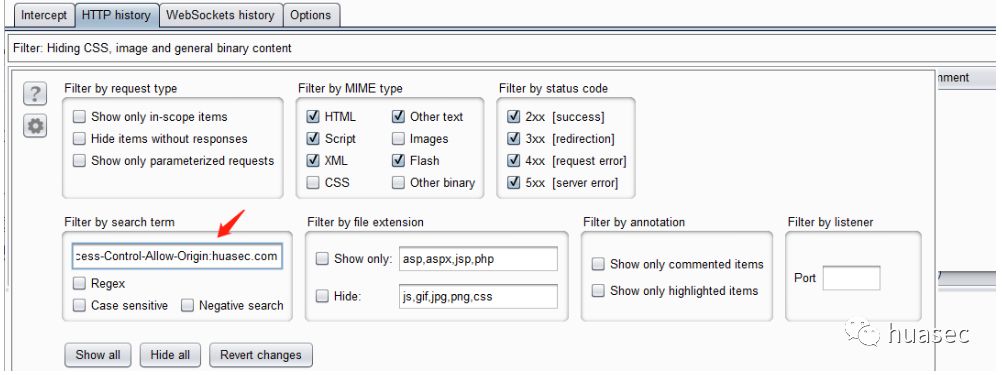 Intercept HTTP history WebSockets history Options
Filter: Hiding CSS, image and general binary content
mment
?
Filter by request type Filter by MIME type Filter by status code
Show only in-scope items HTML Other text 2xx [success]
Hide items without responses Script Images 3xx [redirection]
Show only parameterized requests XML Flash 4xx [request error]
CSS Other binary 5xx [server error]
Filter by search term Filter by file extension Filter by annotation Filter by listener
cess-Control-Allow-Origin:huasec.com Show only: asp,aspx,jsp,php Show only commented items Port
Regex
Case sensitive Negative search Hide: js,gif,jpg,png,css Show only highlighted items
Show all Hide all Revert changes
huasec